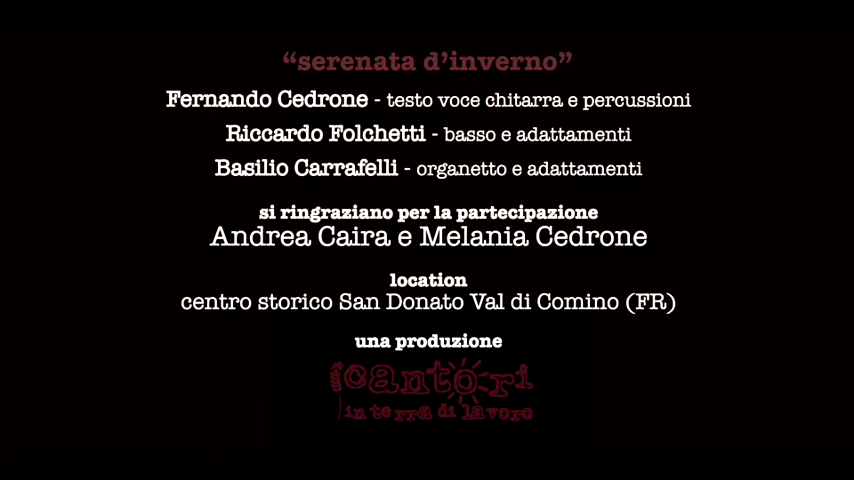 “serenata d’inverno”
Fernando Cedrone - testo voce chitarra e percussioni
Riccardo Folchetti - basso e adattamenti
Basilio Carrafelli - organetto e adattamenti
si ringraziano per la partecipazione
Andrea Caira e Melania Cedrone
location
centro storico San Donato Val di Comino (FR)
una produzione
cantori
in terra di lavoro